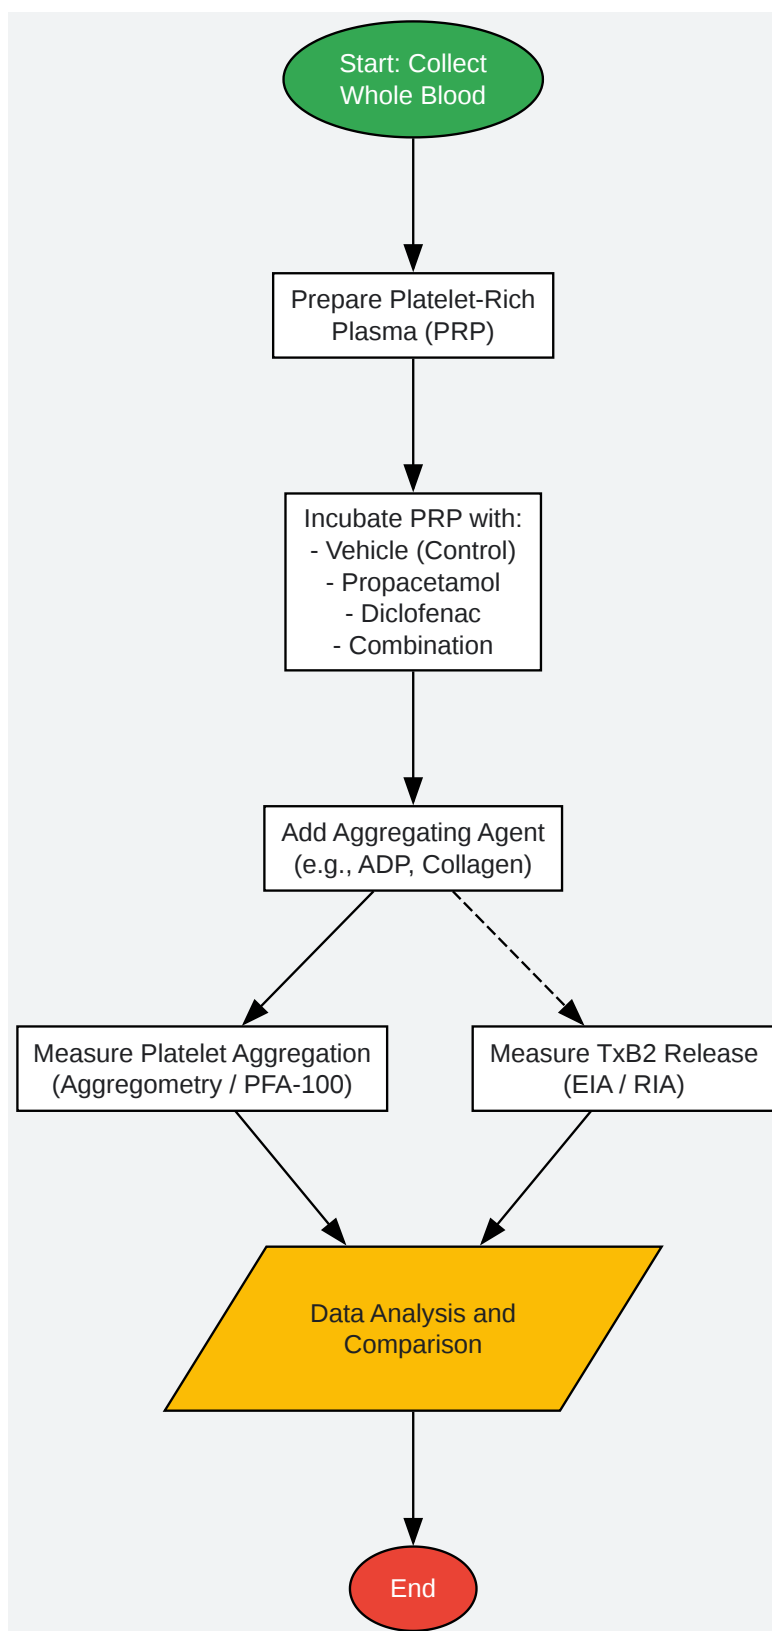 Start: Collect
Whole Blood
Prepare Platelet-Rich
Plasma (PRP)
Incubate PRP with:
- Vehicle (Control)
- Propacetamol
- Diclofenac
- Combination
Add Aggregating Agent
(e.g., ADP, Collagen)
Measure Platelet Aggregation
(Aggregometry / PFA-100)
Measure TxB2 Release
(EIA / RIA)
Data Analysis and
Comparison
End